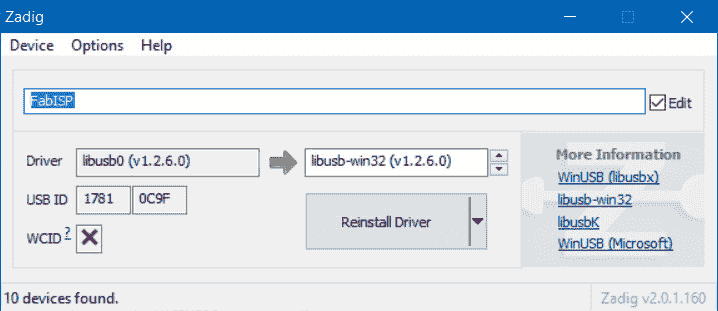 Zadig
Device Options Help
FabISP
Edit
Driver libusb0 (v1.2.6.0) libusb-win32 (v1.2.6.0)
USB ID 1781 0C9F
WCID ?
Reinstall Driver
More Information
WinUSB (libusbx)
libusb-win32
libusbK
WinUSB (Microsoft)
10 devices found.
Zadig v2.0.1.160